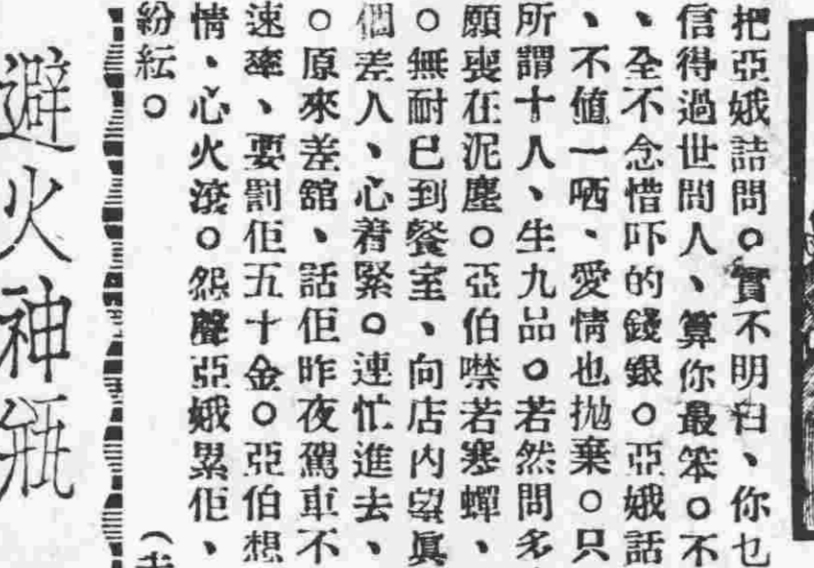 把亞娥詰問。實不明白、你乜
信得過世間人、算你最笨。不
、全不念惜吓的錢銀。亞娥話
、不値一哂、愛情也抛棄。只
所謂十人、生九品。若然問多
願喪在泥塵。亞伯噤若寒蟬、
。無耐已到餐室、向店內望眞
個差人、心着緊。連忙進去、
。原來差舘、話佢昨夜駕車不
速率、要罰佢五十金。亞伯想
情、心火滾。怨聲亞娥累佢、
紛紜。（
避火神瓶